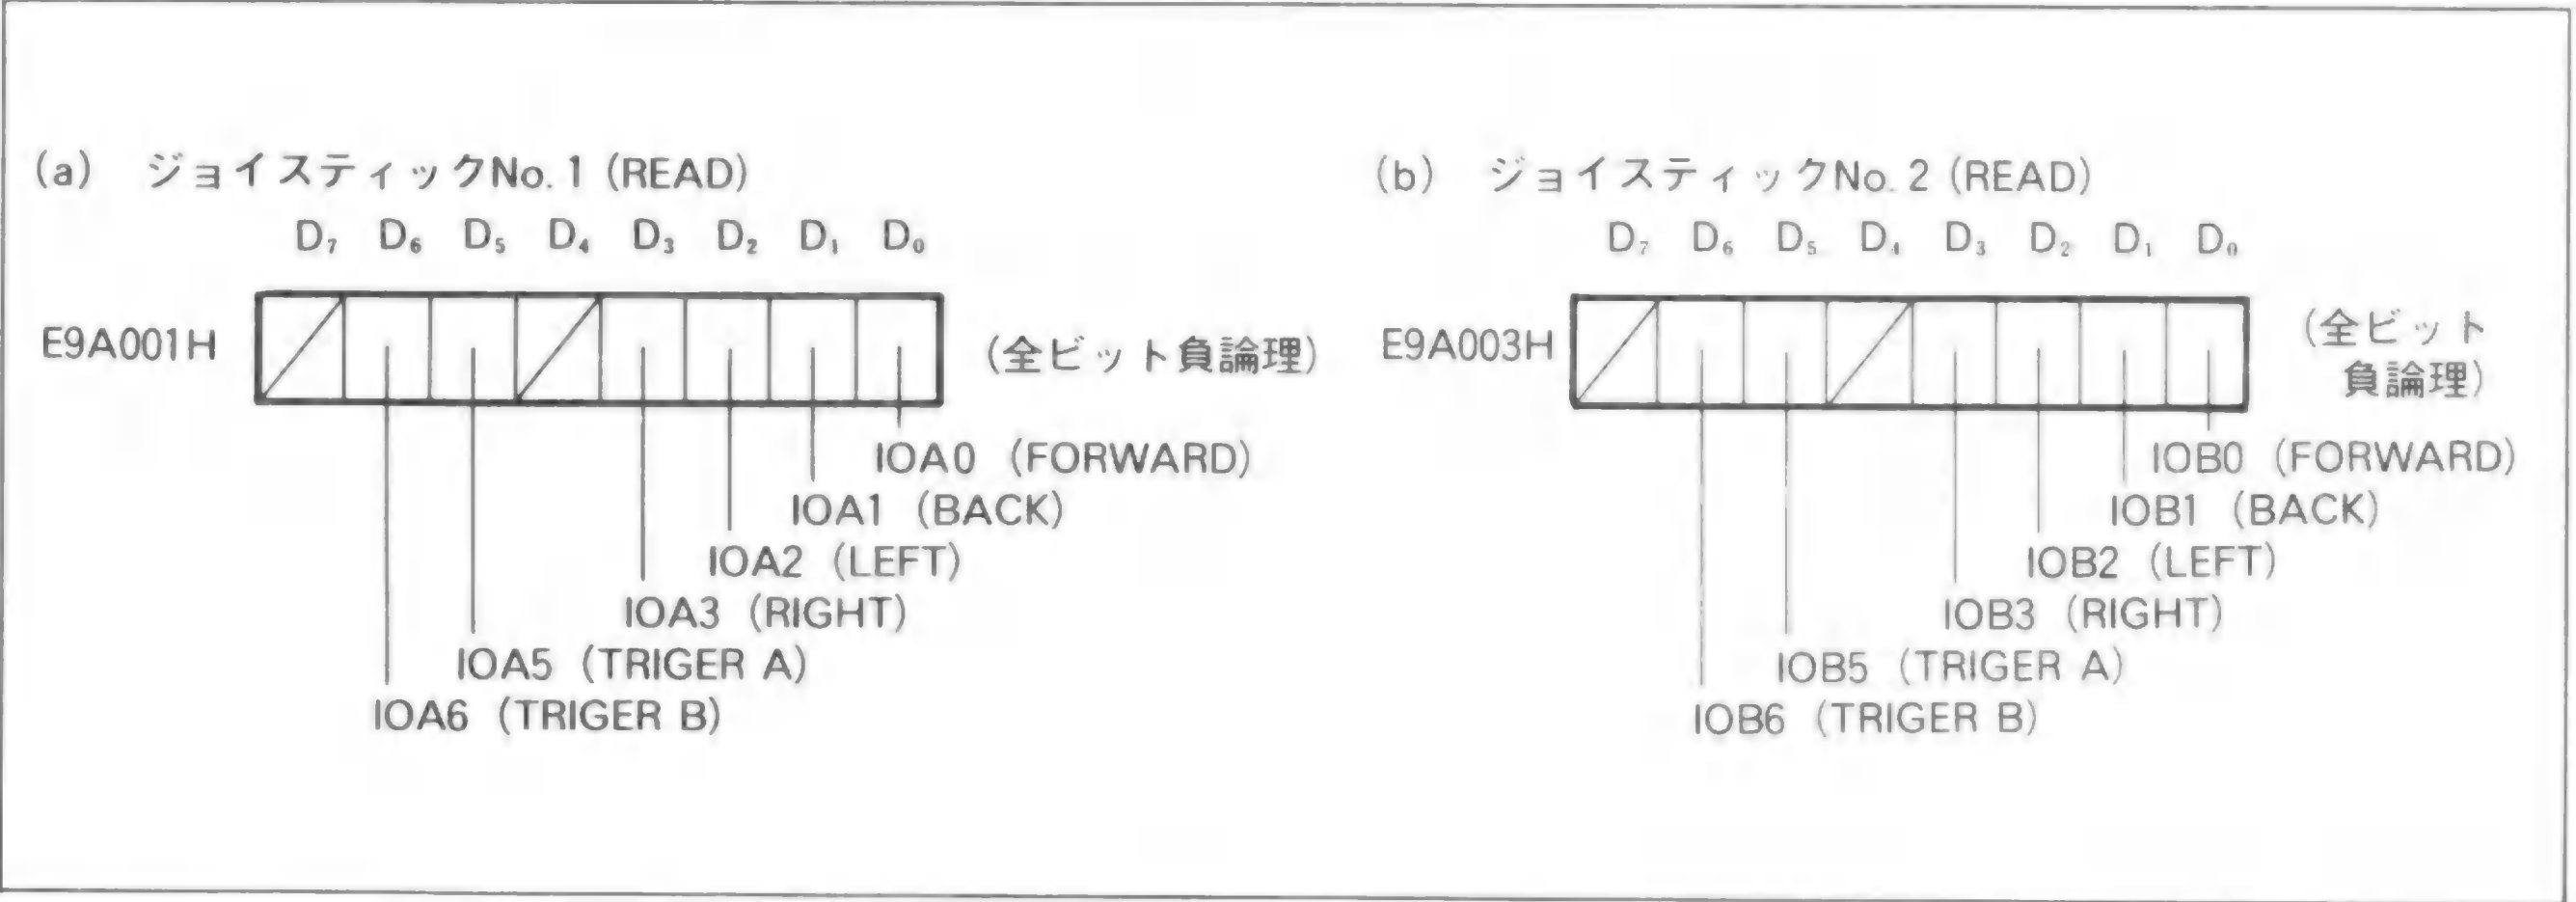 (a) ジョイスティックNo.1 (READ)
D₇ D₆ D₅ D₄ D₃ D₂ D₁ D₀
E9A001H
(全ビット負論理)
IOA0 (FORWARD)
IOA1 (BACK)
IOA2 (LEFT)
IOA3 (RIGHT)
IOA5 (TRIGER A)
IOA6 (TRIGER B)
(b) ジョイスティックNo.2 (READ)
D₇ D₆ D₅ D₄ D₃ D₂ D₁ D₀
E9A003H
(全ビット
負論理)
IOB0 (FORWARD)
IOB1 (BACK)
IOB2 (LEFT)
IOB3 (RIGHT)
IOB5 (TRIGER A)
IOB6 (TRIGER B)